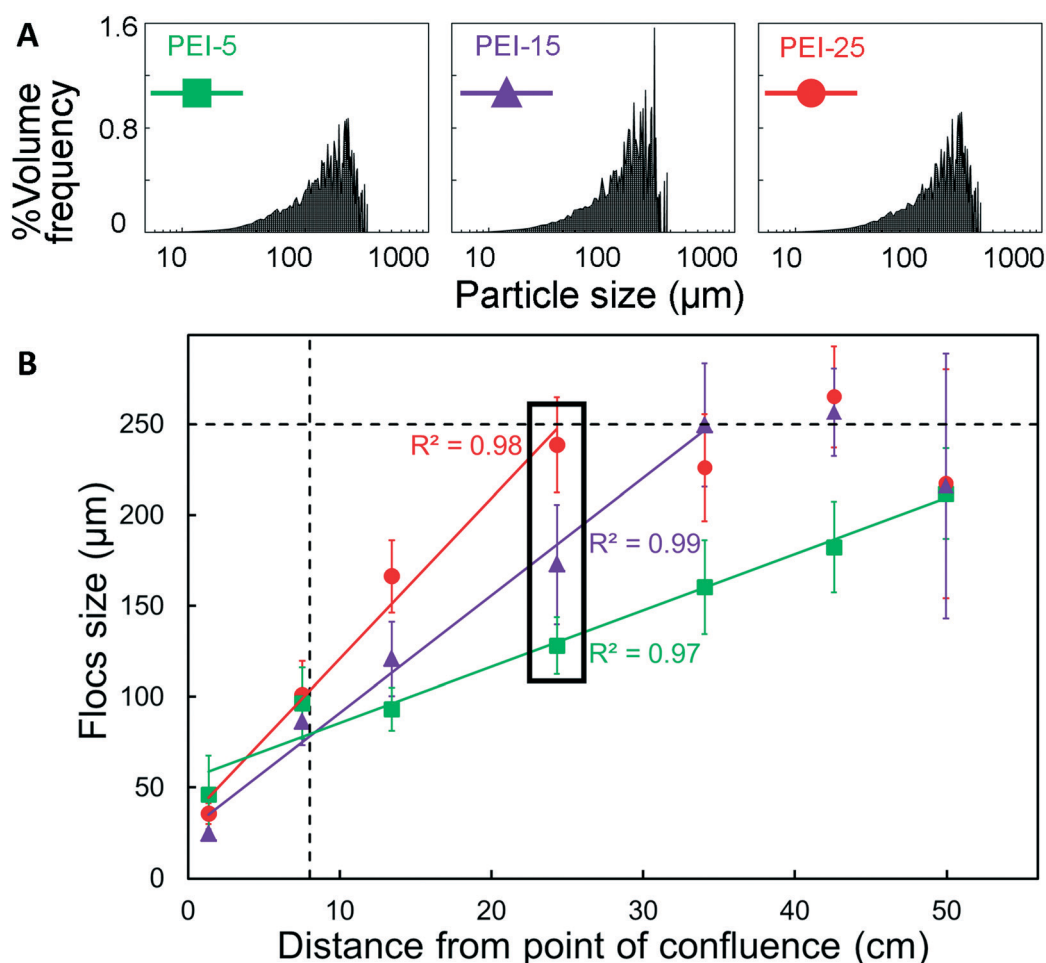 A
PEI-5
PEI-15
PEI-25
%Volume
frequency
1.6
0.8
0
10 100 1000
10 100 1000
10 100 1000
Particle size (μm)
B
Flocs size (μm)
250
200
150
100
50
0
R² = 0.98
R² = 0.99
R² = 0.97
0 10 20 30 40 50
Distance from point of confluence (cm)